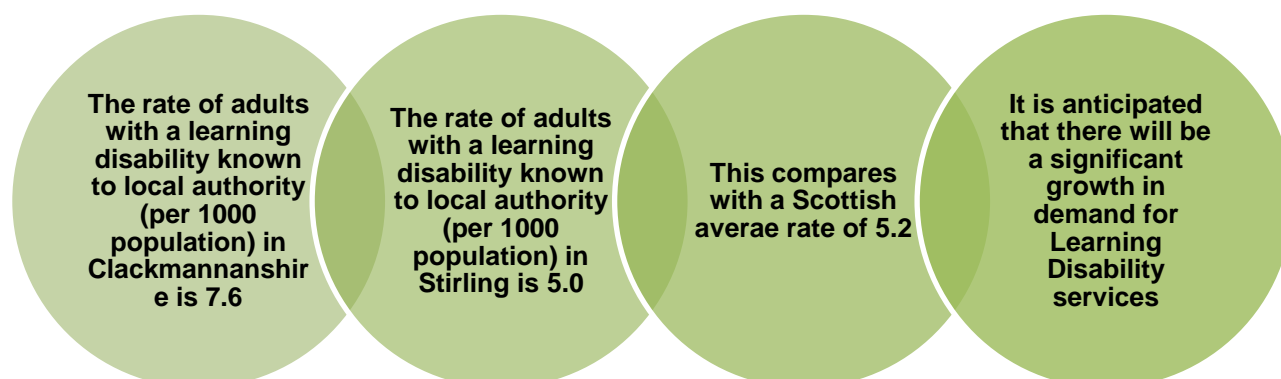 The rate of adults
with a learning
disability known
to local authority
(per 1000
population) in
Clackmannanshir
e is 7.6
The rate of adults
with a learning
disability known
to local authority
(per 1000
population) in
Stirling is 5.0
This compares
with a Scottish
averae rate of 5.2
It is anticipated
that there will be
a significant
growth in
demand for
Learning
Disability
services